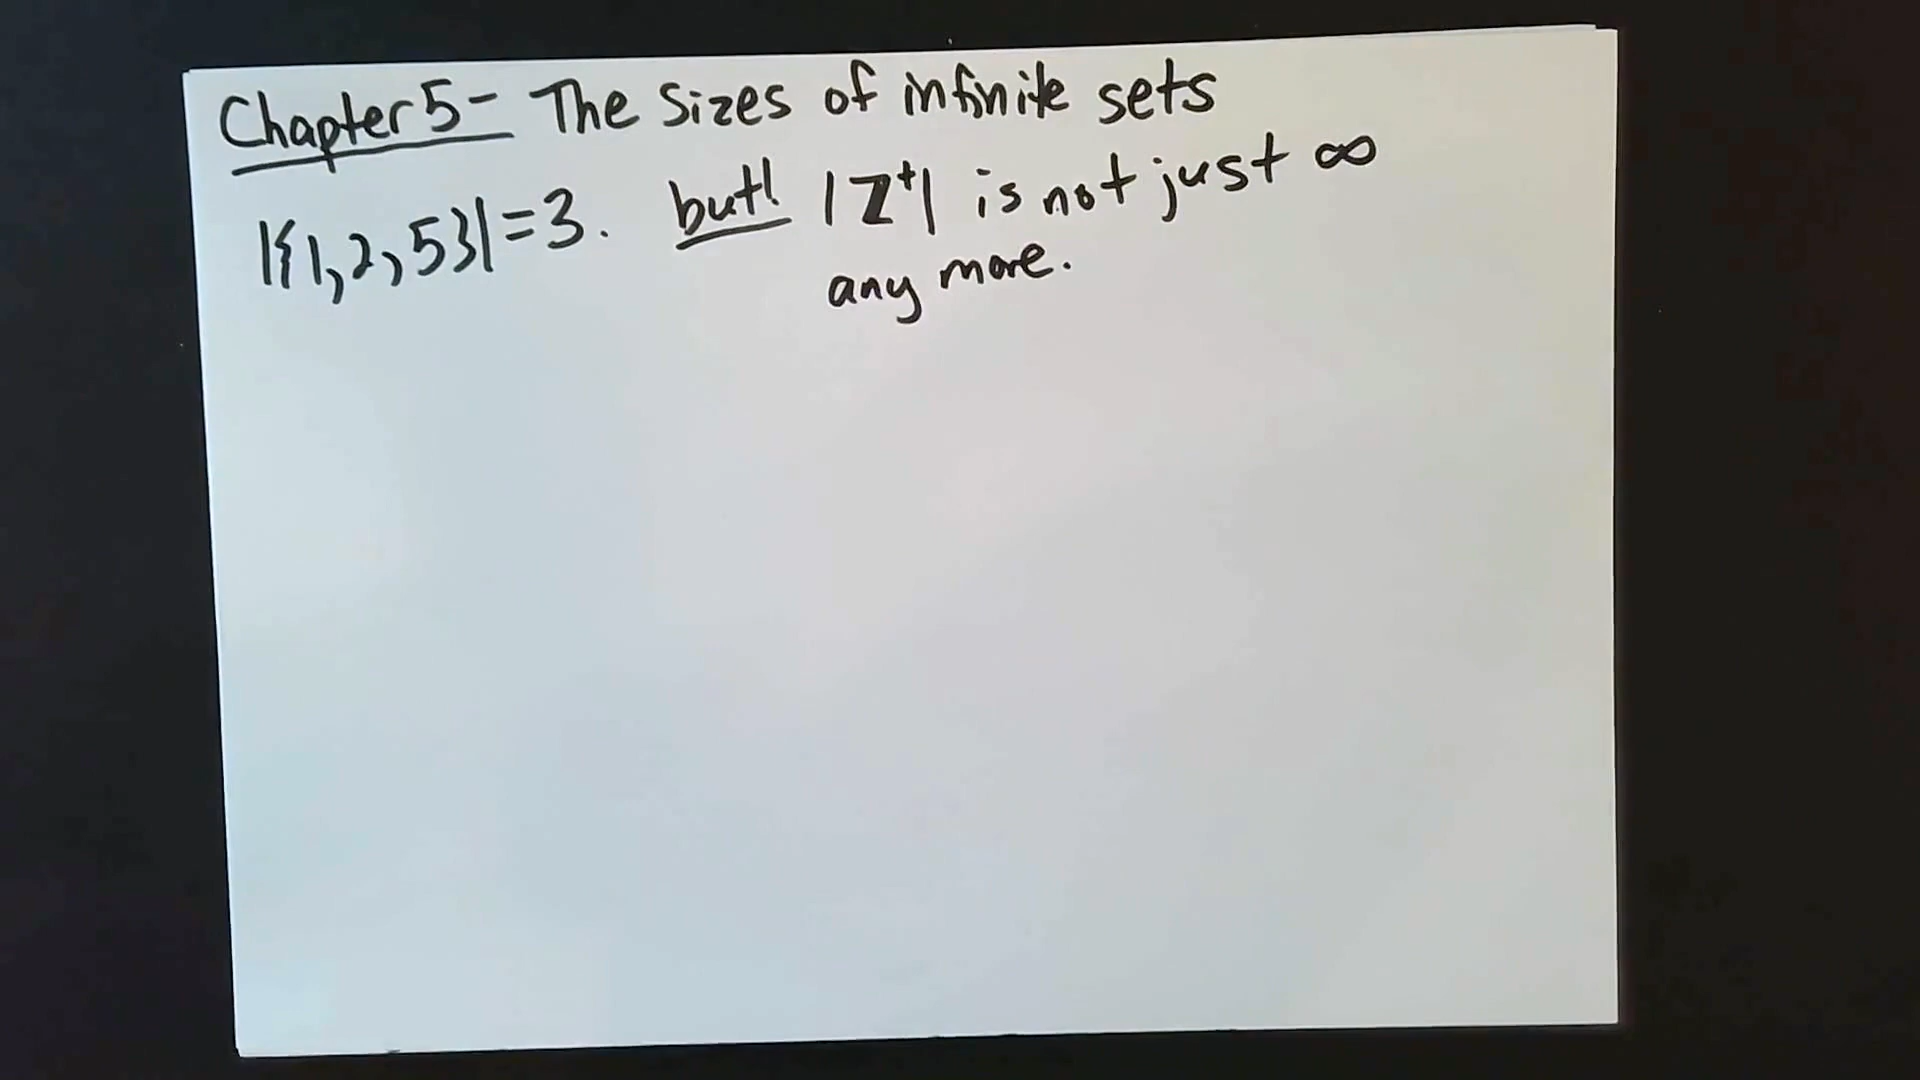 Chapter 5- The sizes of infinite sets
|{1,2,5}|=3. but! |ℤ⁺| is not just ∞
any more.